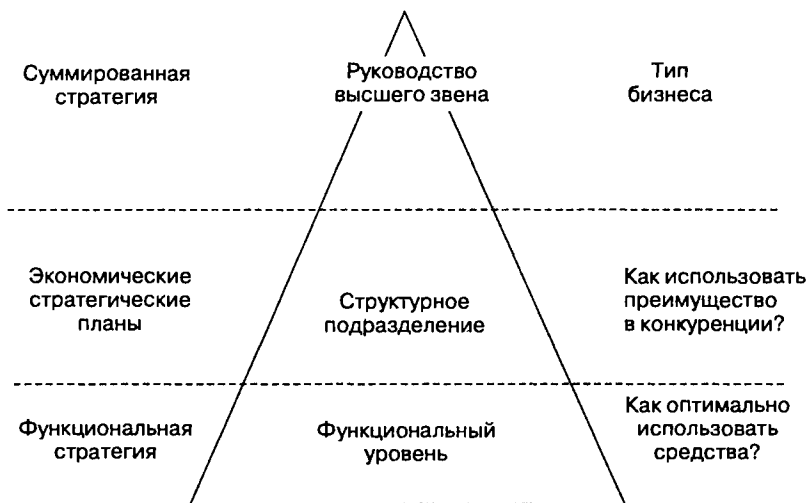 Суммированная
стратегия
Руководство
высшего звена
Тип
бизнеса
Экономические
стратегические
планы
Структурное
подразделение
Как использовать
преимущество
в конкуренции?
Функциональная
стратегия
Функциональный
уровень
Как оптимально
использовать
средства?